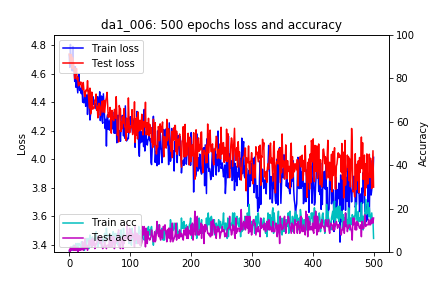 da1_006: 500 epochs loss and accuracy
Train loss
Test loss
Train acc
Test acc
Loss
4.8
4.6
4.4
4.2
4.0
3.8
3.6
3.4
Accuracy
100
80
60
40
20
0
0 100 200 300 400 500